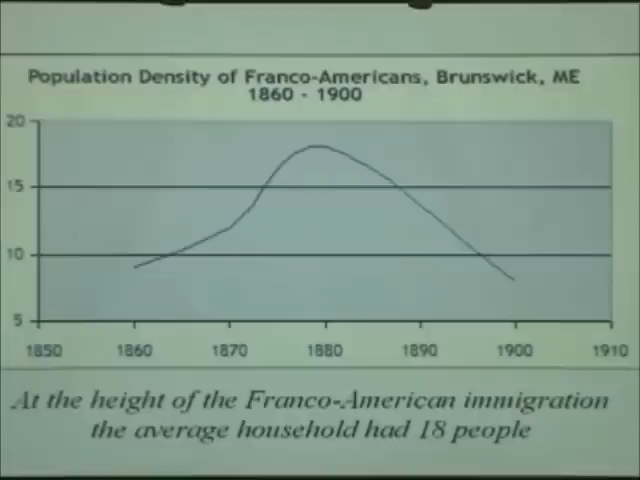 Population Density of Franco-Americans, Brunswick, ME
1860 - 1900
20
15
10
5
1850 1860 1870 1880 1890 1900 1910
At the height of the Franco-American immigration
the average household had 18 people